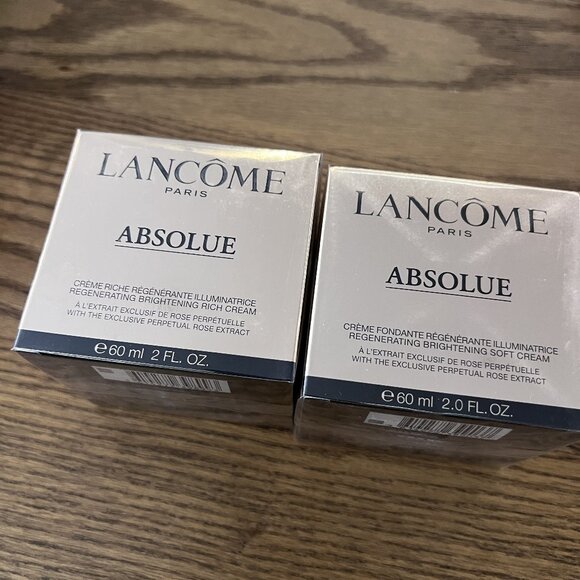 LANCÔME
PARIS
ABSOLUE
CRÈME RICHE RÉGÉNÉRANTE ILLUMINATRICE
REGENERATING BRIGHTENING RICH CREAM
À L'EXTRAIT EXCLUSIF DE ROSE PERPÉTUELLE
WITH THE EXCLUSIVE PERPETUAL ROSE EXTRACT
℮ 60 ml 2 FL. OZ.
LANCÔME
PARIS
ABSOLUE
CRÈME FONDANTE RÉGÉNÉRANTE ILLUMINATRICE
REGENERATING BRIGHTENING SOFT CREAM
À L'EXTRAIT EXCLUSIF DE ROSE PERPÉTUELLE
WITH THE EXCLUSIVE PERPETUAL ROSE EXTRACT
℮ 60 ml 2.0 FL. OZ.